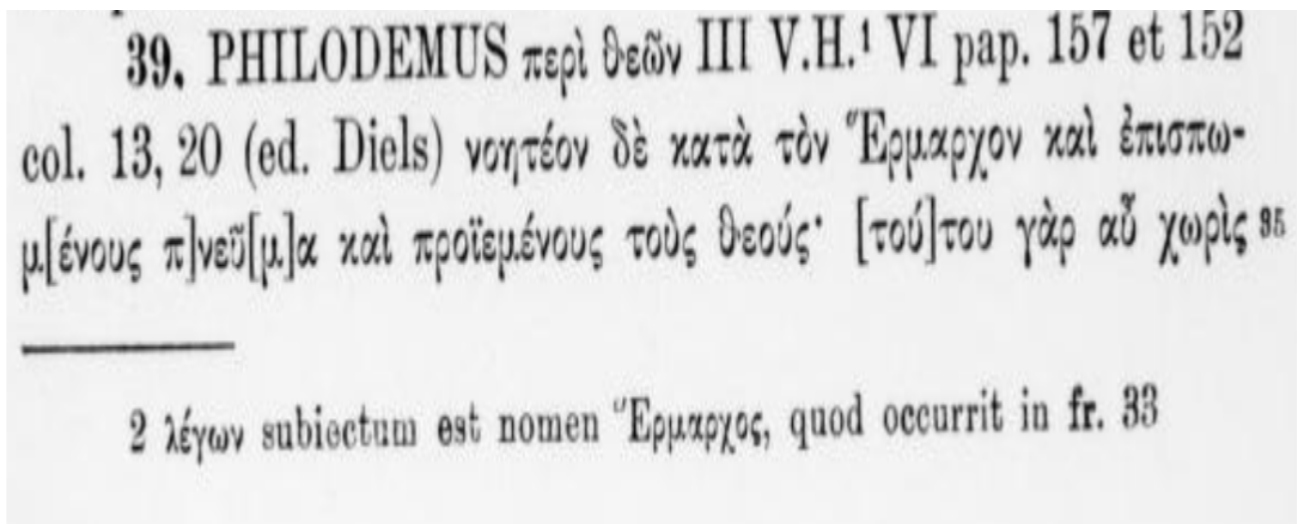 39. PHILODEMUS περὶ θεῶν III V.H.¹ VI pap. 157 et 152
col. 13, 20 (ed. Diels) νοητέον δὲ κατὰ τὸν Ἕρμαρχον καὶ ἐπισπω-
μ[ένους π]νεῦ[μ]α καὶ προϊεμένους τοὺς θεούς· [τού]του γὰρ αὖ χωρὶς 35
2 λέγων subiectum est nomen Ἕρμαρχος, quod occurrit in fr. 33